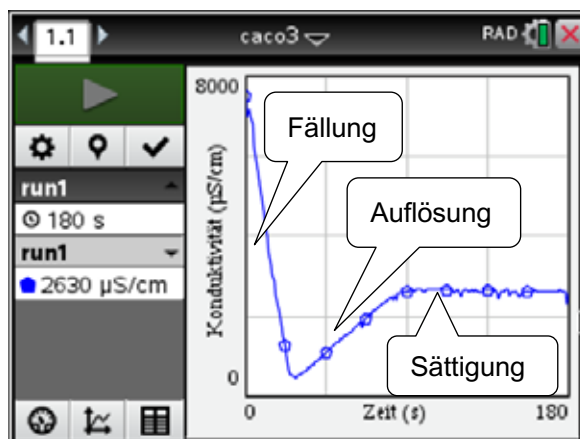 1.1
caco3
RAD
8000
Fällung
Konduktivität (µS/cm)
run1
180 s
Auflösung
run1
2630 µS/cm
Sättigung
0
0
Zeit (s)
180